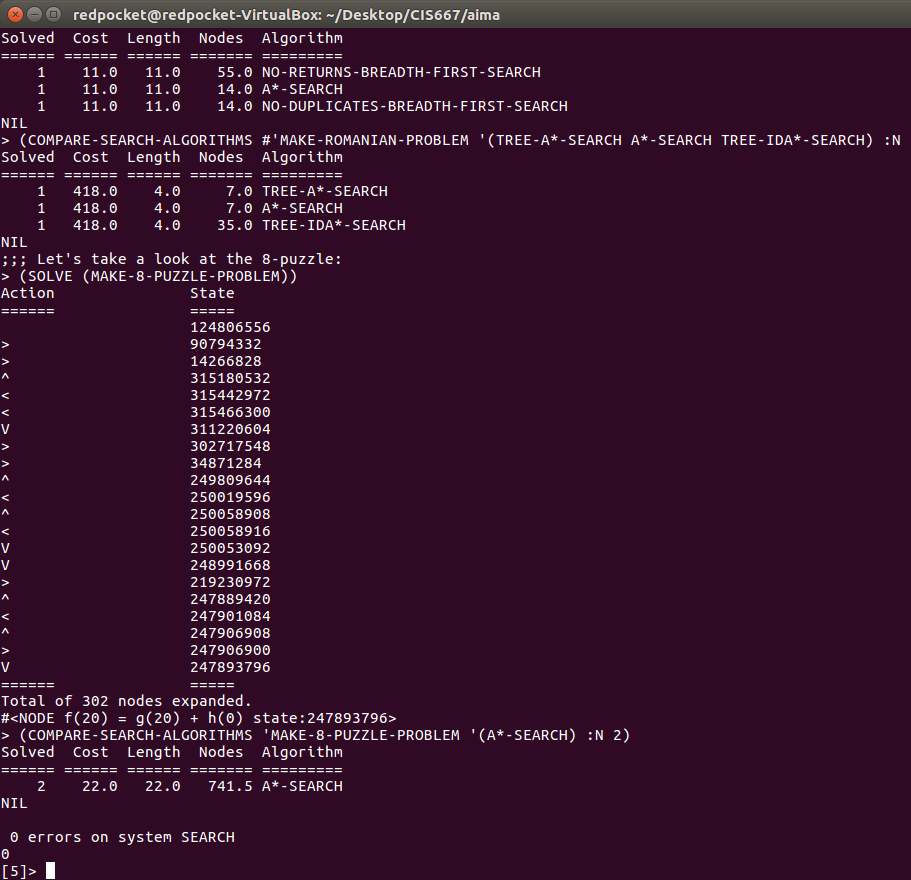 redpocket@redpocket-VirtualBox: ~/Desktop/CIS667/aima
Solved  Cost  Length  Nodes  Algorithm
====== ====== ====== ======= =========
    1    11.0   11.0    55.0 NO-RETURNS-BREADTH-FIRST-SEARCH
    1    11.0   11.0    14.0 A*-SEARCH
    1    11.0   11.0    14.0 NO-DUPLICATES-BREADTH-FIRST-SEARCH
NIL
> (COMPARE-SEARCH-ALGORITHMS #'MAKE-ROMANIAN-PROBLEM '(TREE-A*-SEARCH A*-SEARCH TREE-IDA*-SEARCH) :N
Solved  Cost  Length  Nodes  Algorithm
====== ====== ====== ======= =========
    1   418.0    4.0     7.0 TREE-A*-SEARCH
    1   418.0    4.0     7.0 A*-SEARCH
    1   418.0    4.0    35.0 TREE-IDA*-SEARCH
NIL
;;; Let's take a look at the 8-puzzle:
> (SOLVE (MAKE-8-PUZZLE-PROBLEM))
Action               State
======               =====
                     124806556
>                    90794332
>                    14266828
^                    315180532
<                    315442972
<                    315466300
V                    311220604
>                    302717548
>                    34871284
^                    249809644
<                    250019596
^                    250058908
<                    250058916
V                    250053092
V                    248991668
>                    219230972
^                    247889420
<                    247901084
^                    247906908
>                    247906900
V                    247893796
======               =====
Total of 302 nodes expanded.
#<NODE f(20) = g(20) + h(0) state:247893796>
> (COMPARE-SEARCH-ALGORITHMS 'MAKE-8-PUZZLE-PROBLEM '(A*-SEARCH) :N 2)
Solved  Cost  Length  Nodes  Algorithm
====== ====== ====== ======= =========
    2    22.0   22.0   741.5 A*-SEARCH
NIL
 0 errors on system SEARCH
0
[5]>